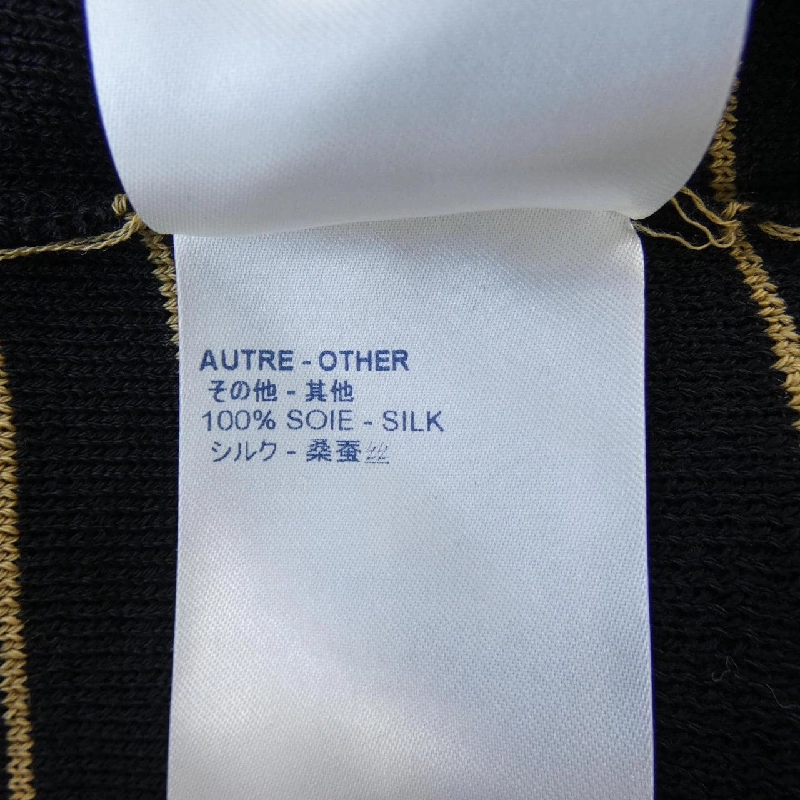 AUTRE - OTHER
その他 - 其他
100% SOIE - SILK
シルク - 桑蚕丝